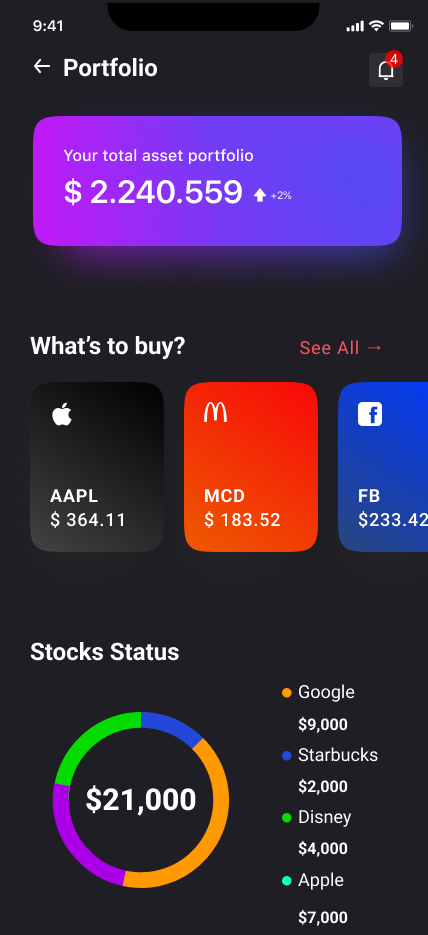 9:41
← Portfolio
4
Your total asset portfolio
$ 2.240.559
+2%
What's to buy?
See All →
AAPL
$ 364.11
MCD
$ 183.52
FB
$233.42
Stocks Status
$21,000
Google
$9,000
Starbucks
$2,000
Disney
$4,000
Apple
$7,000